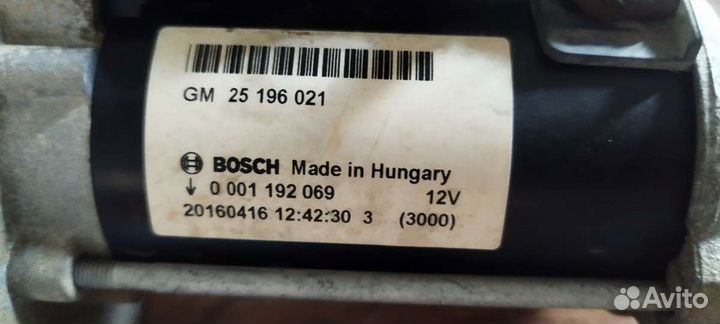 GM 25 196 021
BOSCH Made in Hungary
0 001 192 069 12V
20160416 12:42:30 3 (3000)
Avito